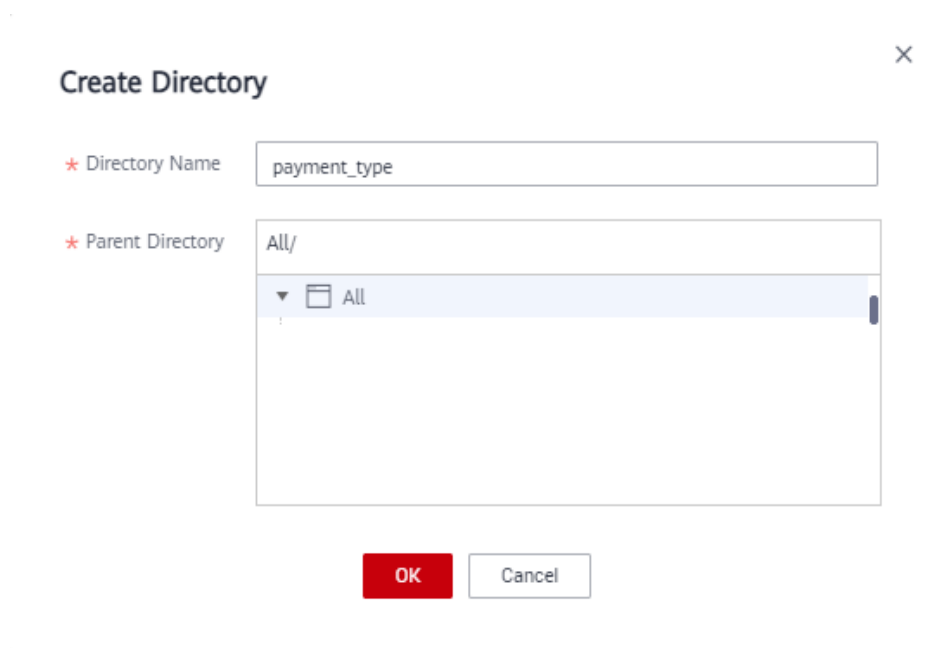 Create Directory
* Directory Name
payment_type
* Parent Directory
All/
All
OK
Cancel